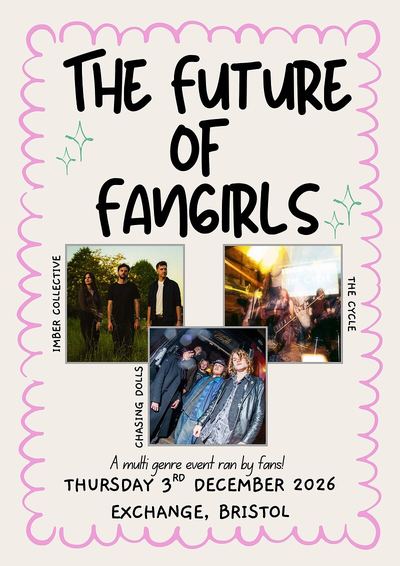 THE FUTURE
OF
FANGIRLS
IMBER COLLECTIVE
THE CYCLE
CHASING DOLLS
A multi genre event ran by fans!
THURSDAY 3RD DECEMBER 2026
EXCHANGE, BRISTOL